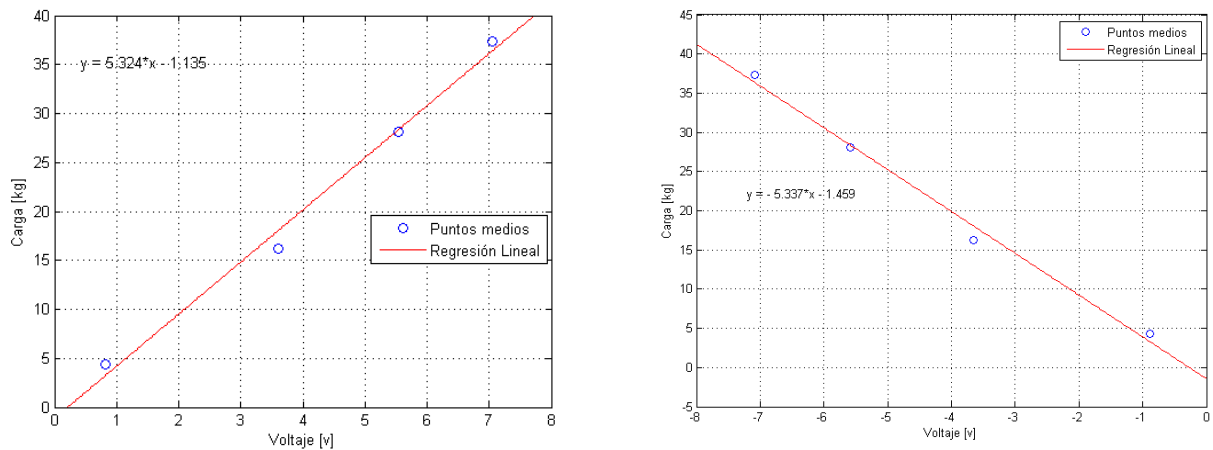 40
35
30
25
20
15
10
5
0
Carga [kg]
y = 5.324*x - 1.135
Puntos medios
Regresión Lineal
0 1 2 3 4 5 6 7 8
Voltaje [v]
45
40
35
30
25
20
15
10
5
0
-5
Carga [kg]
Puntos medios
Regresión Lineal
y = - 5.337*x - 1.459
-8 -7 -6 -5 -4 -3 -2 -1 0
Voltaje [v]